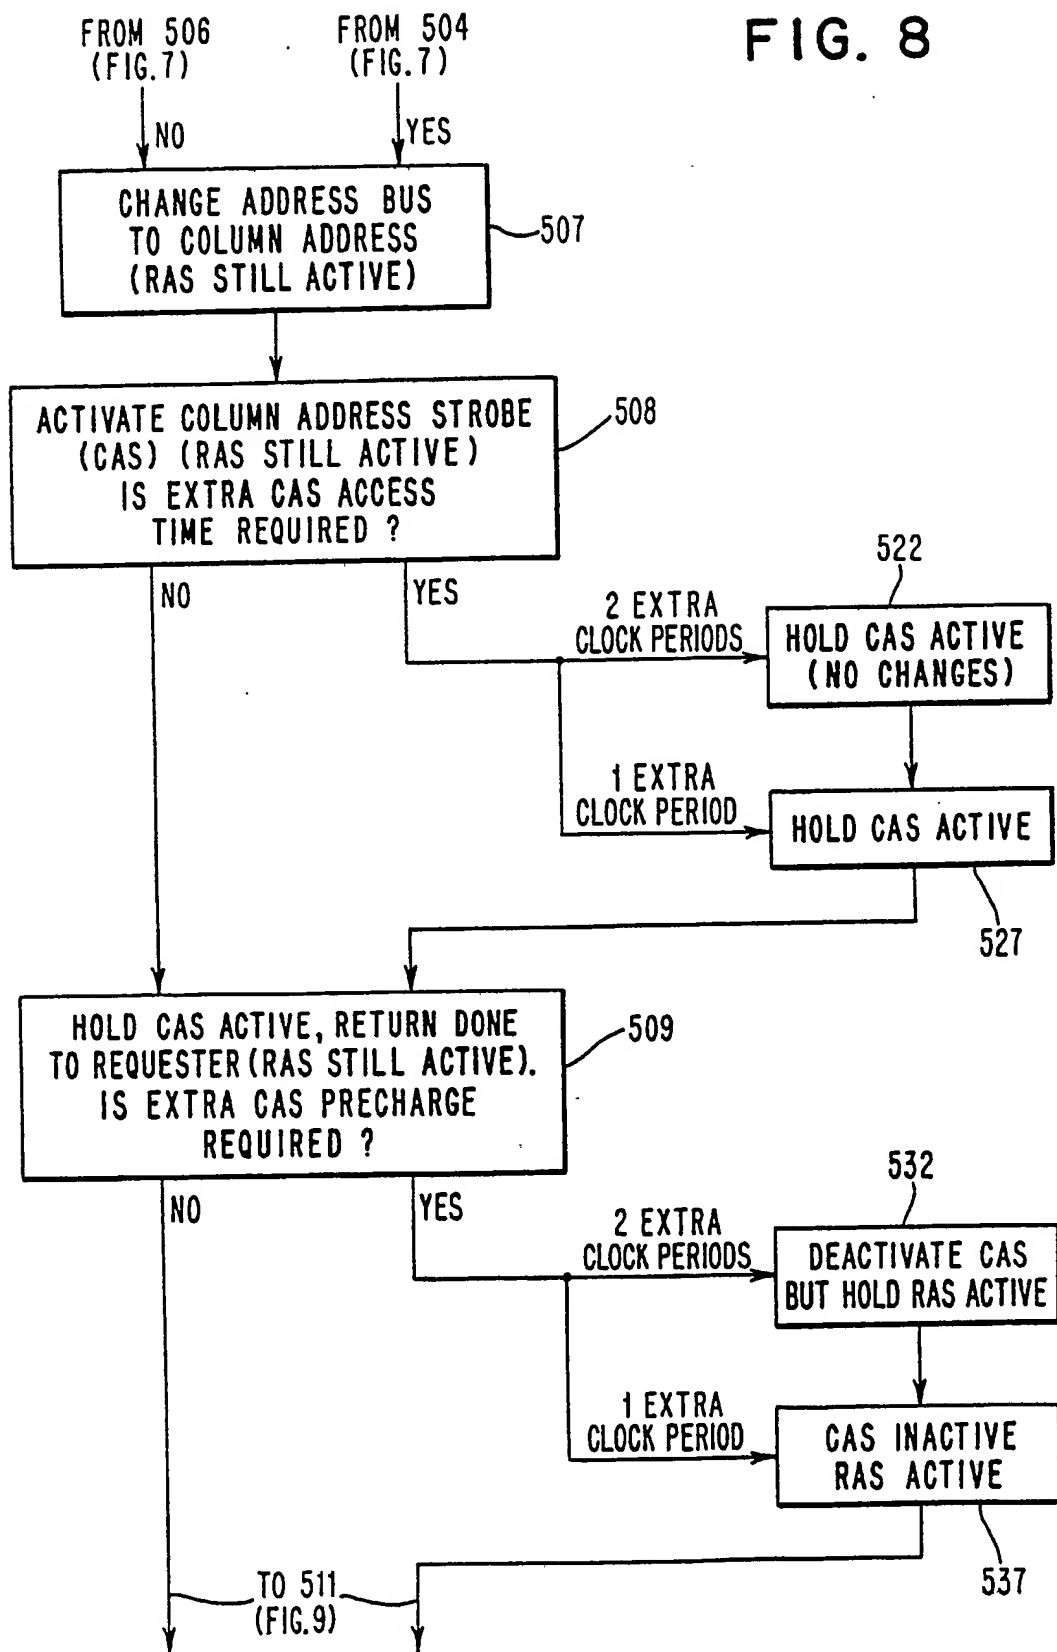 FROM 506
(FIG.7)
FROM 504
(FIG.7)
FIG. 8
NO
YES
CHANGE ADDRESS BUS
TO COLUMN ADDRESS
(RAS STILL ACTIVE)
507
ACTIVATE COLUMN ADDRESS STROBE
(CAS) (RAS STILL ACTIVE)
IS EXTRA CAS ACCESS
TIME REQUIRED ?
508
NO
YES
2 EXTRA
CLOCK PERIODS
522
HOLD CAS ACTIVE
(NO CHANGES)
1 EXTRA
CLOCK PERIOD
HOLD CAS ACTIVE
527
HOLD CAS ACTIVE, RETURN DONE
TO REQUESTER (RAS STILL ACTIVE).
IS EXTRA CAS PRECHARGE
REQUIRED ?
509
NO
YES
2 EXTRA
CLOCK PERIODS
532
DEACTIVATE CAS
BUT HOLD RAS ACTIVE
1 EXTRA
CLOCK PERIOD
CAS INACTIVE
RAS ACTIVE
537
TO 511
(FIG.9)